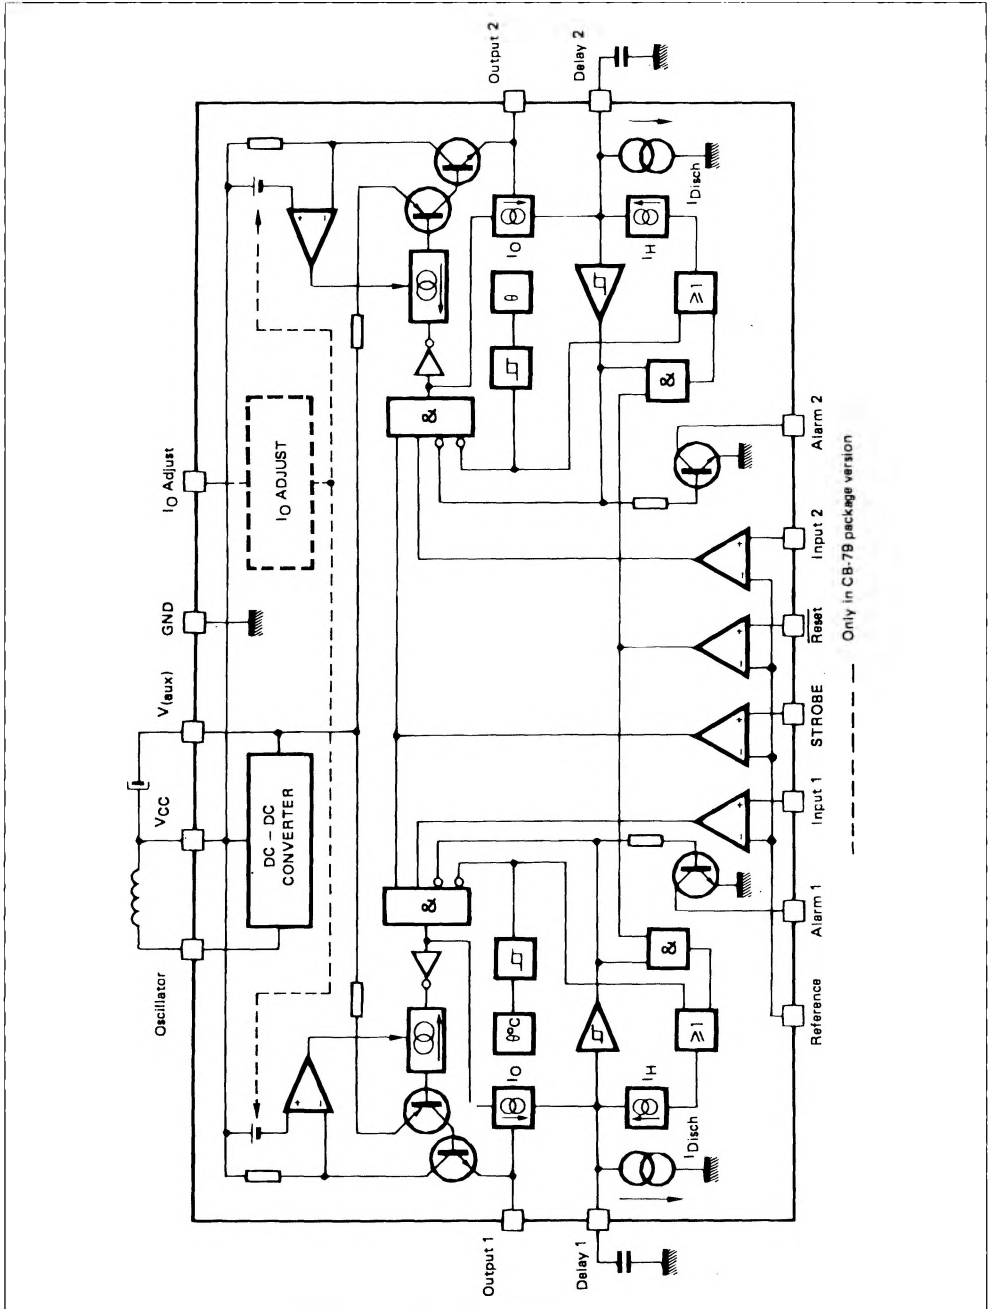 Oscillator
VCC
V(aux)
GND
IO Adjust
DC – DC
CONVERTER
IO ADJUST
+
–
+
–
Output 1
Output 2
&
&
θ°C
θ
IO
IO
Delay 1
Delay 2
IH
IH
IDisch
IDisch
≥1
≥1
&
&
+
–
+
–
+
–
+
–
Reference
Alarm 1
Input 1
STROBE
Reset
Input 2
Alarm 2
Only in CB-79 package version